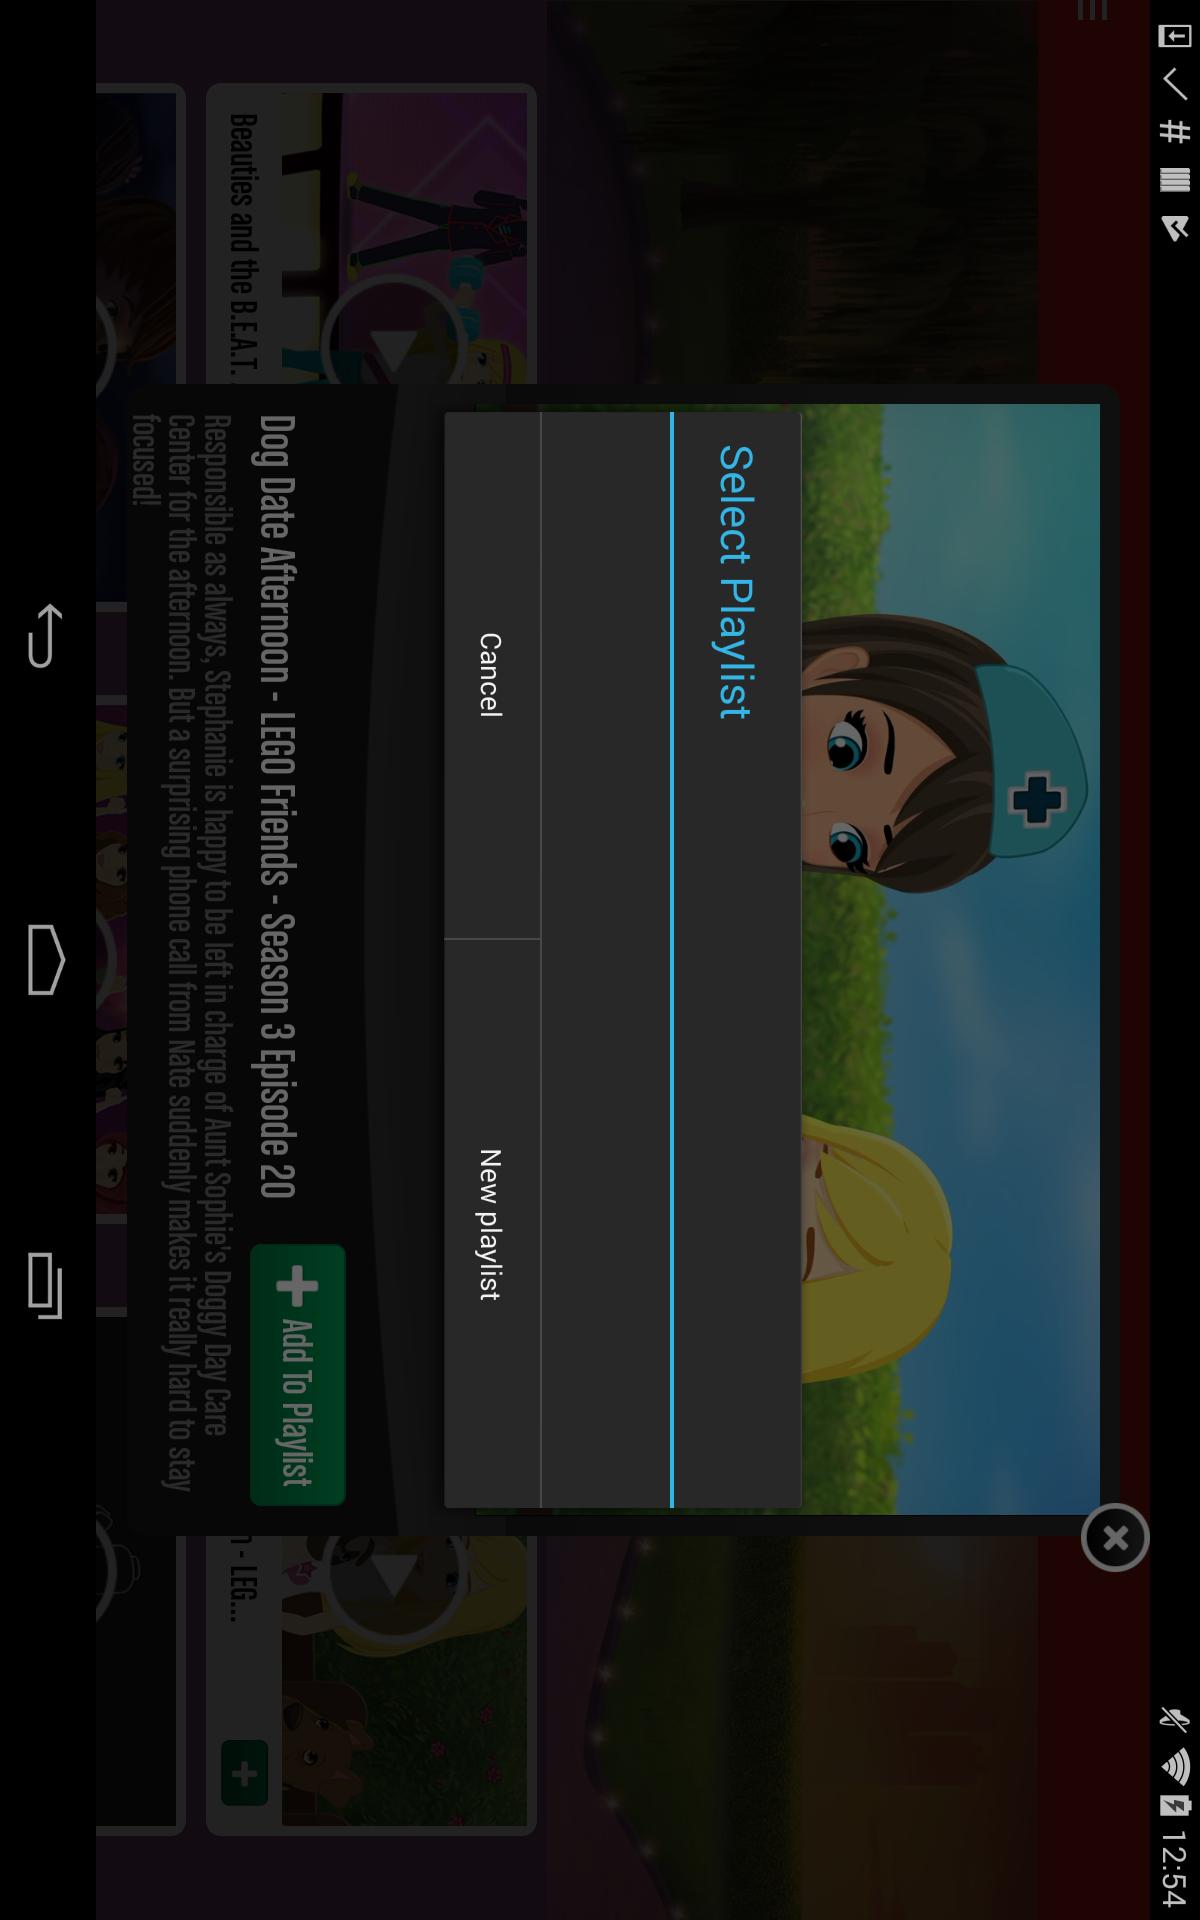 12:54
Select Playlist
Cancel
New playlist
Beauties and the B.E.A.T.
n - LEG...
Dog Date Afternoon - LEGO Friends - Season 3 Episode 20
Add To Playlist
Responsible as always, Stephanie is happy to be left in charge of Aunt Sophie's Doggy Day Care
Center for the afternoon. But a surprising phone call from Nate suddenly makes it really hard to stay
focused!